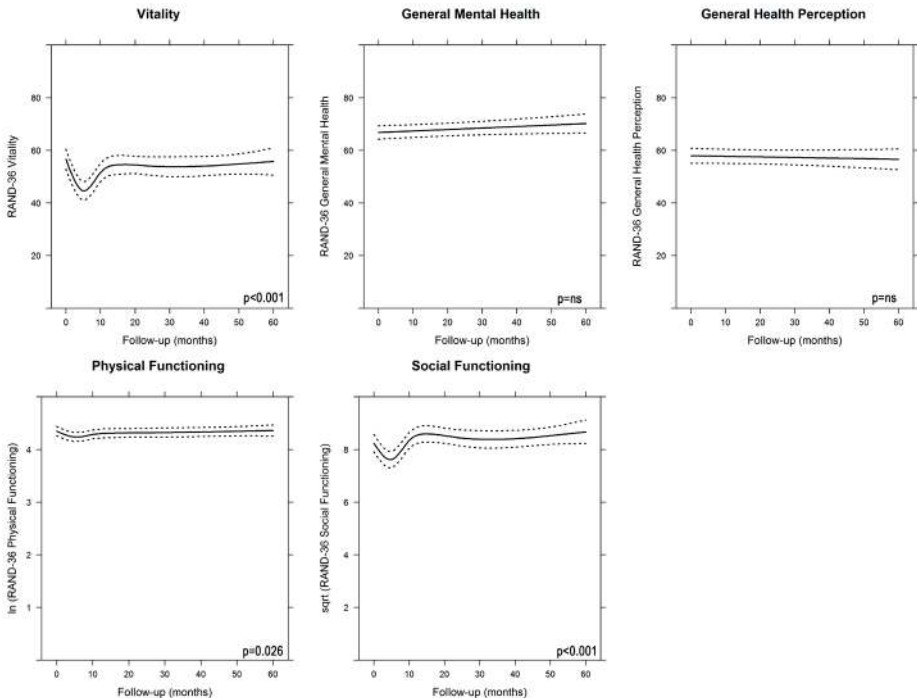 Vitality
80
60
40
20
RAND-36 Vitality
p<0.001
0 10 20 30 40 50 60
Follow-up (months)
General Mental Health
80
60
40
20
RAND-36 General Mental Health
p=ns
0 10 20 30 40 50 60
Follow-up (months)
General Health Perception
80
60
40
20
RAND-36 General Health Perception
p=ns
0 10 20 30 40 50 60
Follow-up (months)
Physical Functioning
4
3
2
1
ln (RAND-36 Physical Functioning)
p=0.026
0 10 20 30 40 50 60
Follow-up (months)
Social Functioning
8
6
4
2
sqrt (RAND-36 Social Functioning)
p<0.001
0 10 20 30 40 50 60
Follow-up (months)